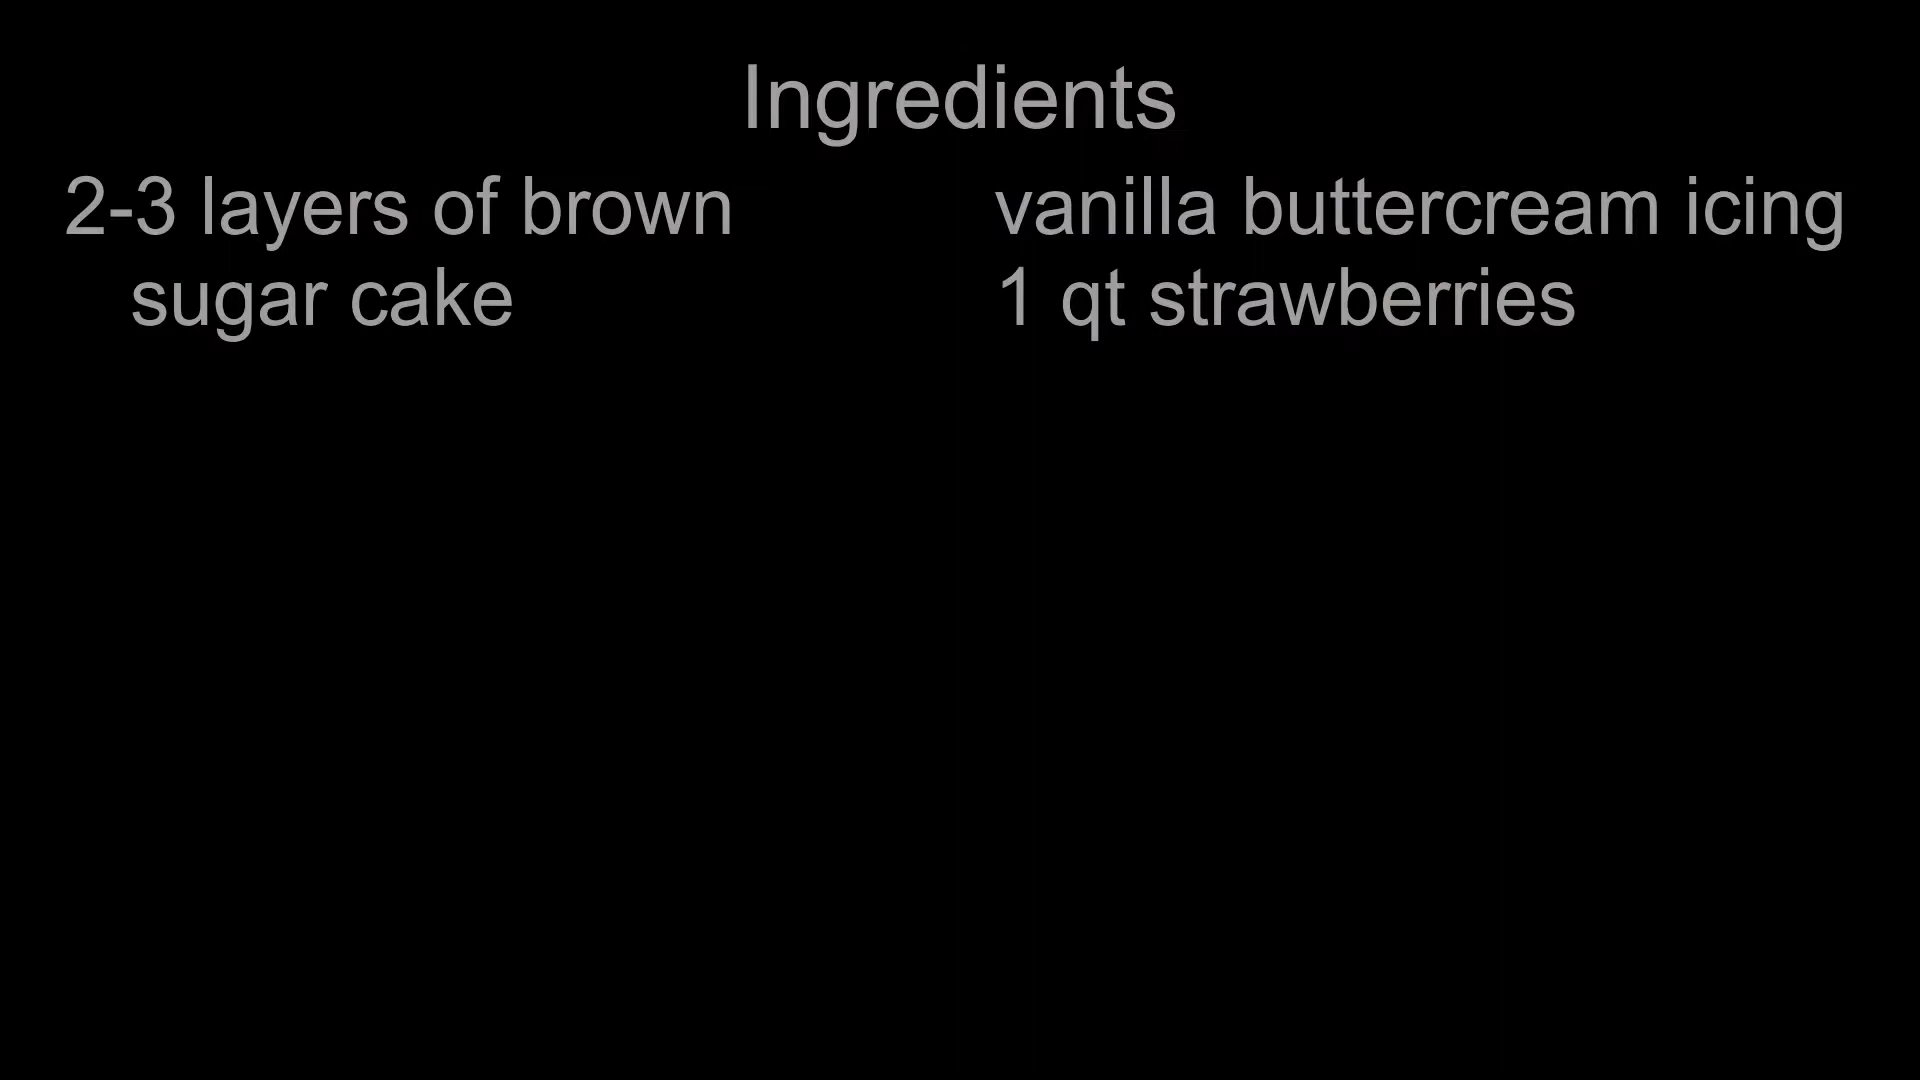 Ingredients
2-3 layers of brown
sugar cake
vanilla buttercream icing
1 qt strawberries